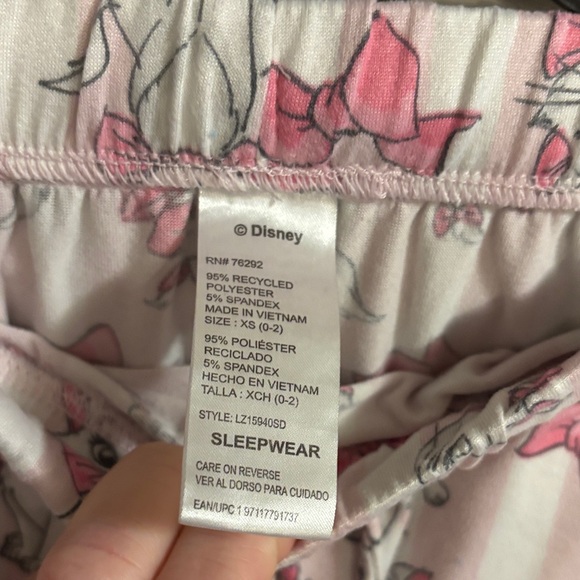 © Disney
RN# 76292
95% RECYCLED
POLYESTER
5% SPANDEX
MADE IN VIETNAM
SIZE : XS (0-2)
95% POLIÉSTER
RECICLADO
5% SPANDEX
HECHO EN VIETNAM
TALLA : XCH (0-2)
STYLE: LZ15940SD
SLEEPWEAR
CARE ON REVERSE
VER AL DORSO PARA CUIDADO
EAN/UPC 1 97117791737